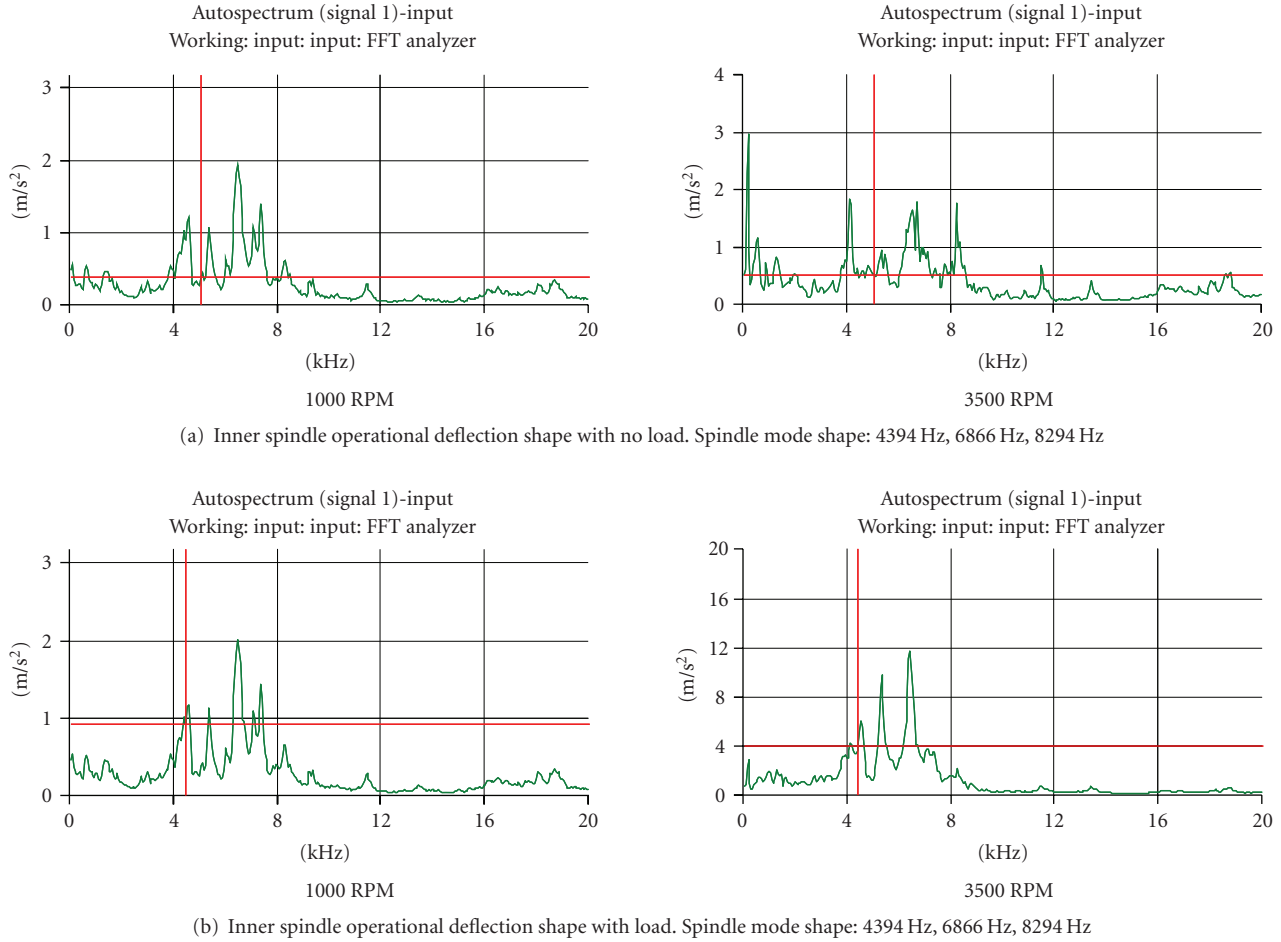 Autospectrum (signal 1)-input
Working: input: input: FFT analyzer
3
2
1
0
(m/s²)
0 4 8 12 16 20
(kHz)
1000 RPM
Autospectrum (signal 1)-input
Working: input: input: FFT analyzer
4
3
2
1
0
(m/s²)
0 4 8 12 16 20
(kHz)
3500 RPM
(a) Inner spindle operational deflection shape with no load. Spindle mode shape: 4394 Hz, 6866 Hz, 8294 Hz
Autospectrum (signal 1)-input
Working: input: input: FFT analyzer
3
2
1
0
(m/s²)
0 4 8 12 16 20
(kHz)
1000 RPM
Autospectrum (signal 1)-input
Working: input: input: FFT analyzer
20
16
12
8
4
0
(m/s²)
0 4 8 12 16 20
(kHz)
3500 RPM
(b) Inner spindle operational deflection shape with load. Spindle mode shape: 4394 Hz, 6866 Hz, 8294 Hz